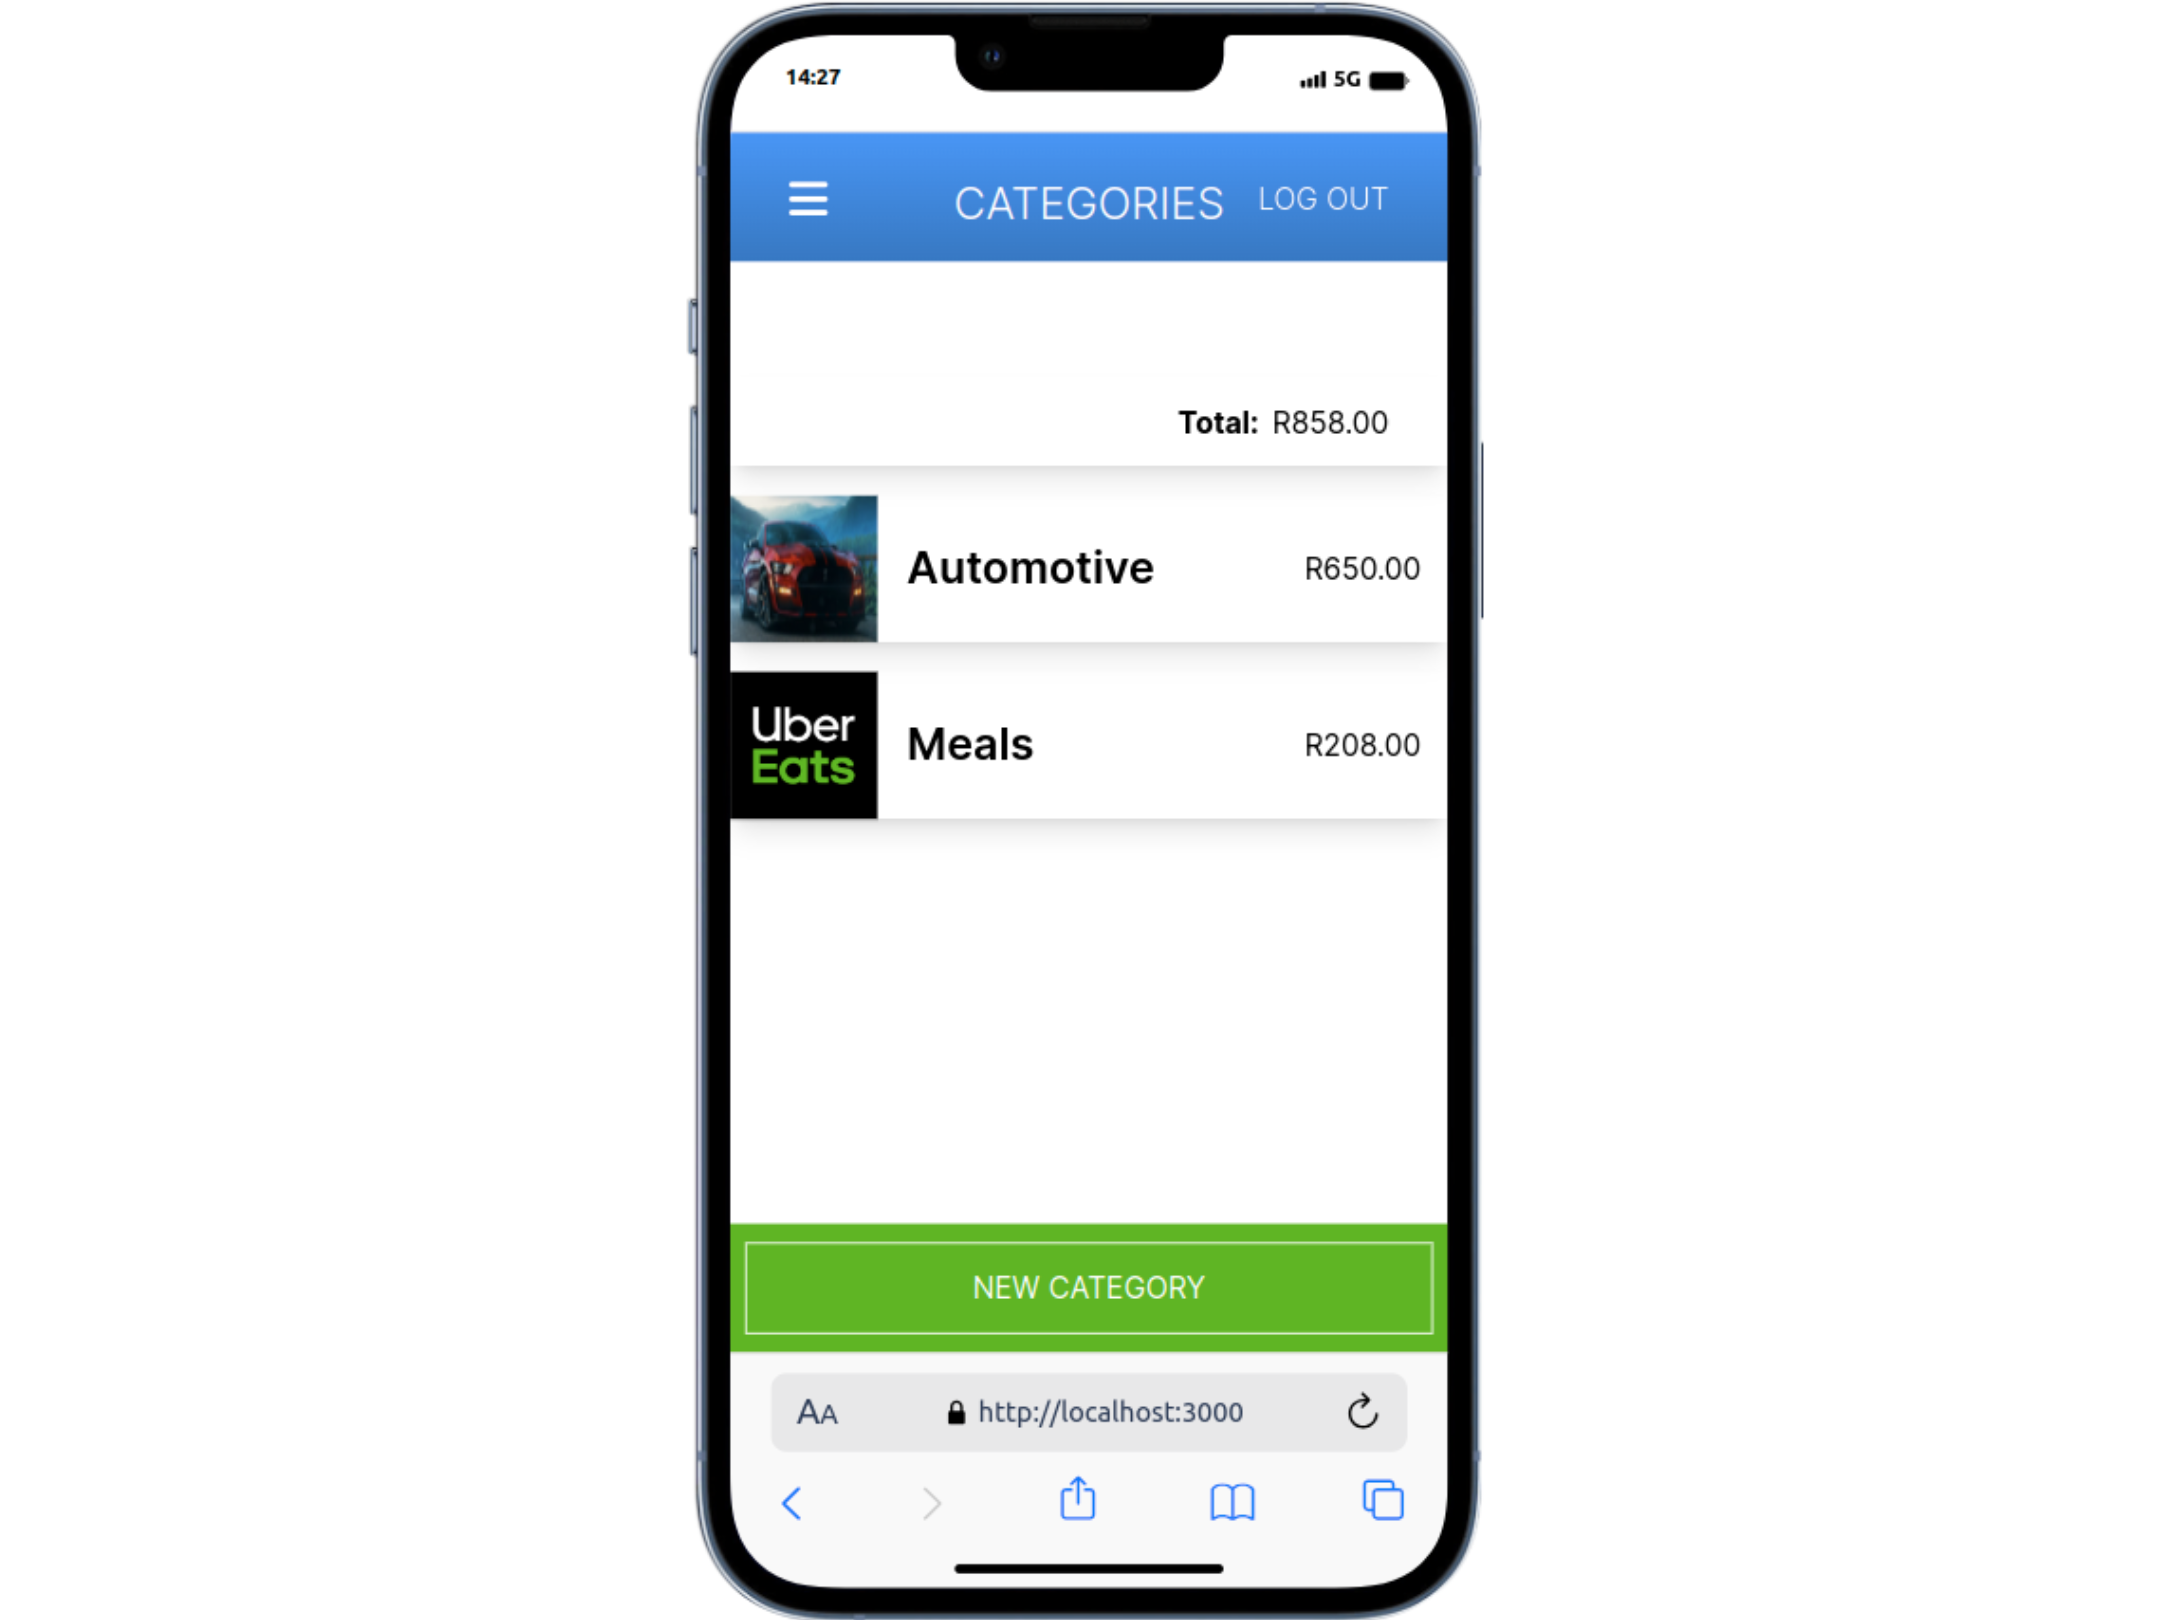 14:27
5G
CATEGORIES LOG OUT
Total: R858.00
Automotive R650.00
Uber
Eats
Meals R208.00
NEW CATEGORY
AA http://localhost:3000